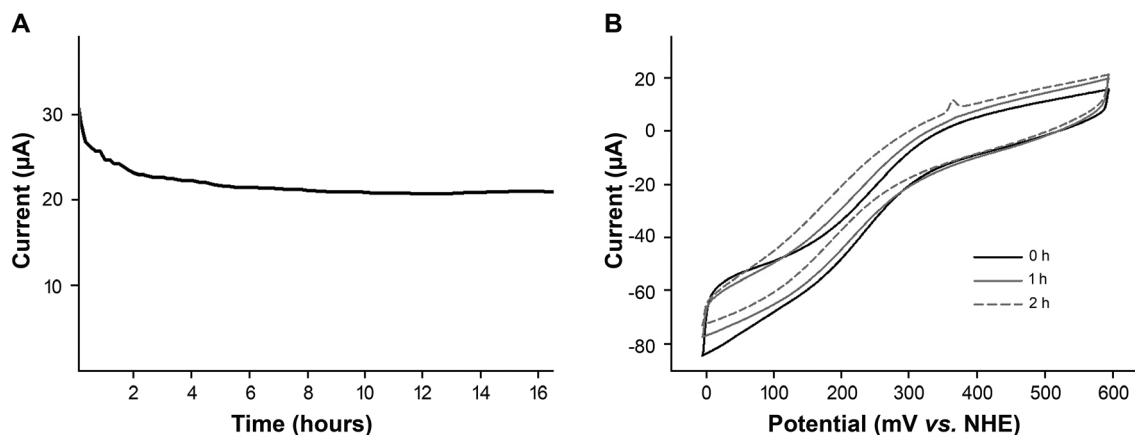 A
Current (µA)
30
20
10
2 4 6 8 10 12 14 16
Time (hours)
B
Current (µA)
20
0
-20
-40
-60
-80
0 h
1 h
2 h
0 100 200 300 400 500 600
Potential (mV vs. NHE)